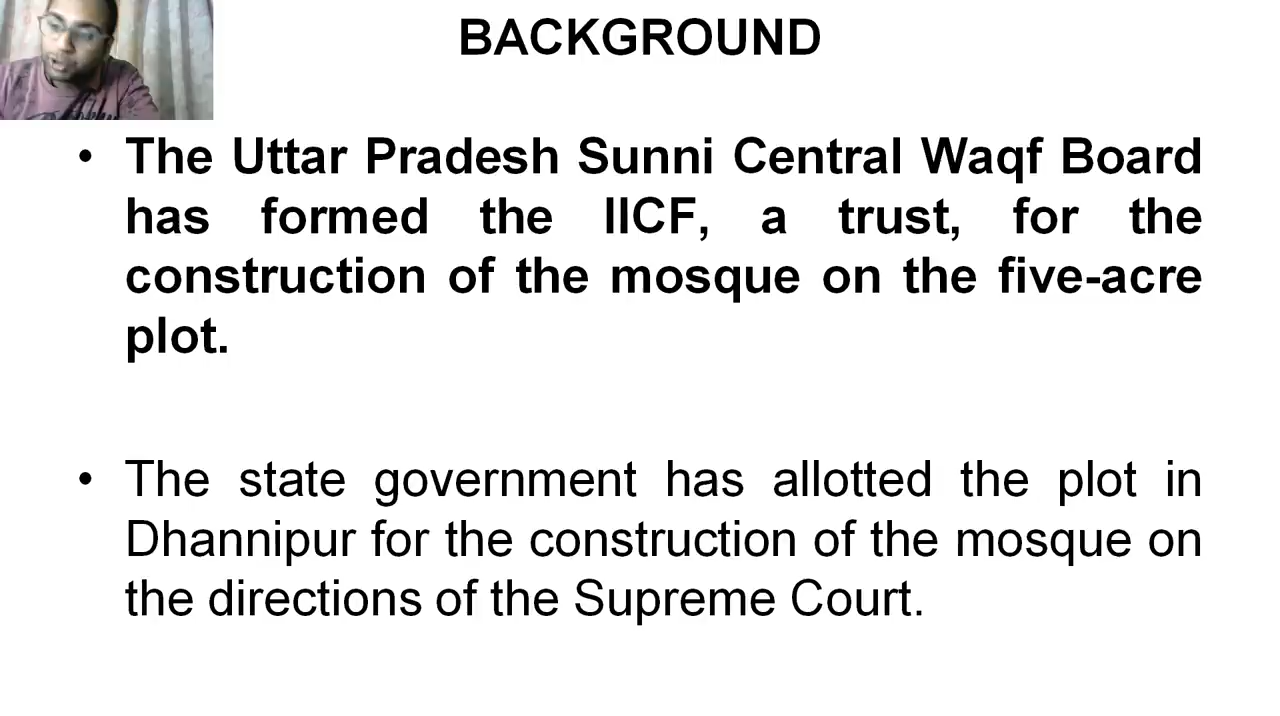 BACKGROUND
• The Uttar Pradesh Sunni Central Waqf Board
has formed the IICF, a trust, for the
construction of the mosque on the five-acre
plot.
• The state government has allotted the plot in
Dhannipur for the construction of the mosque on
the directions of the Supreme Court.